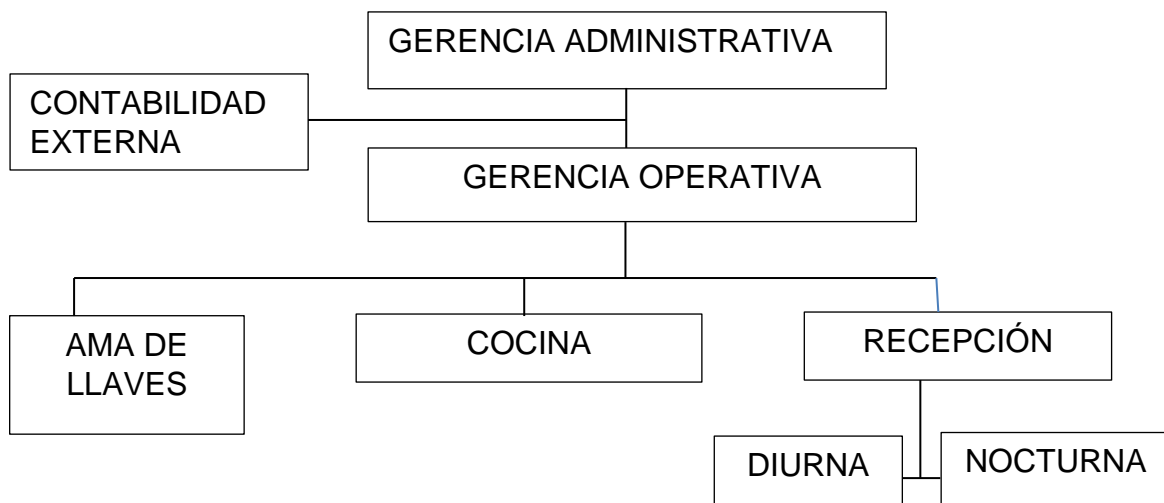 GERENCIA ADMINISTRATIVA
CONTABILIDAD
EXTERNA
GERENCIA OPERATIVA
AMA DE
LLAVES
COCINA
RECEPCIÓN
DIURNA
NOCTURNA